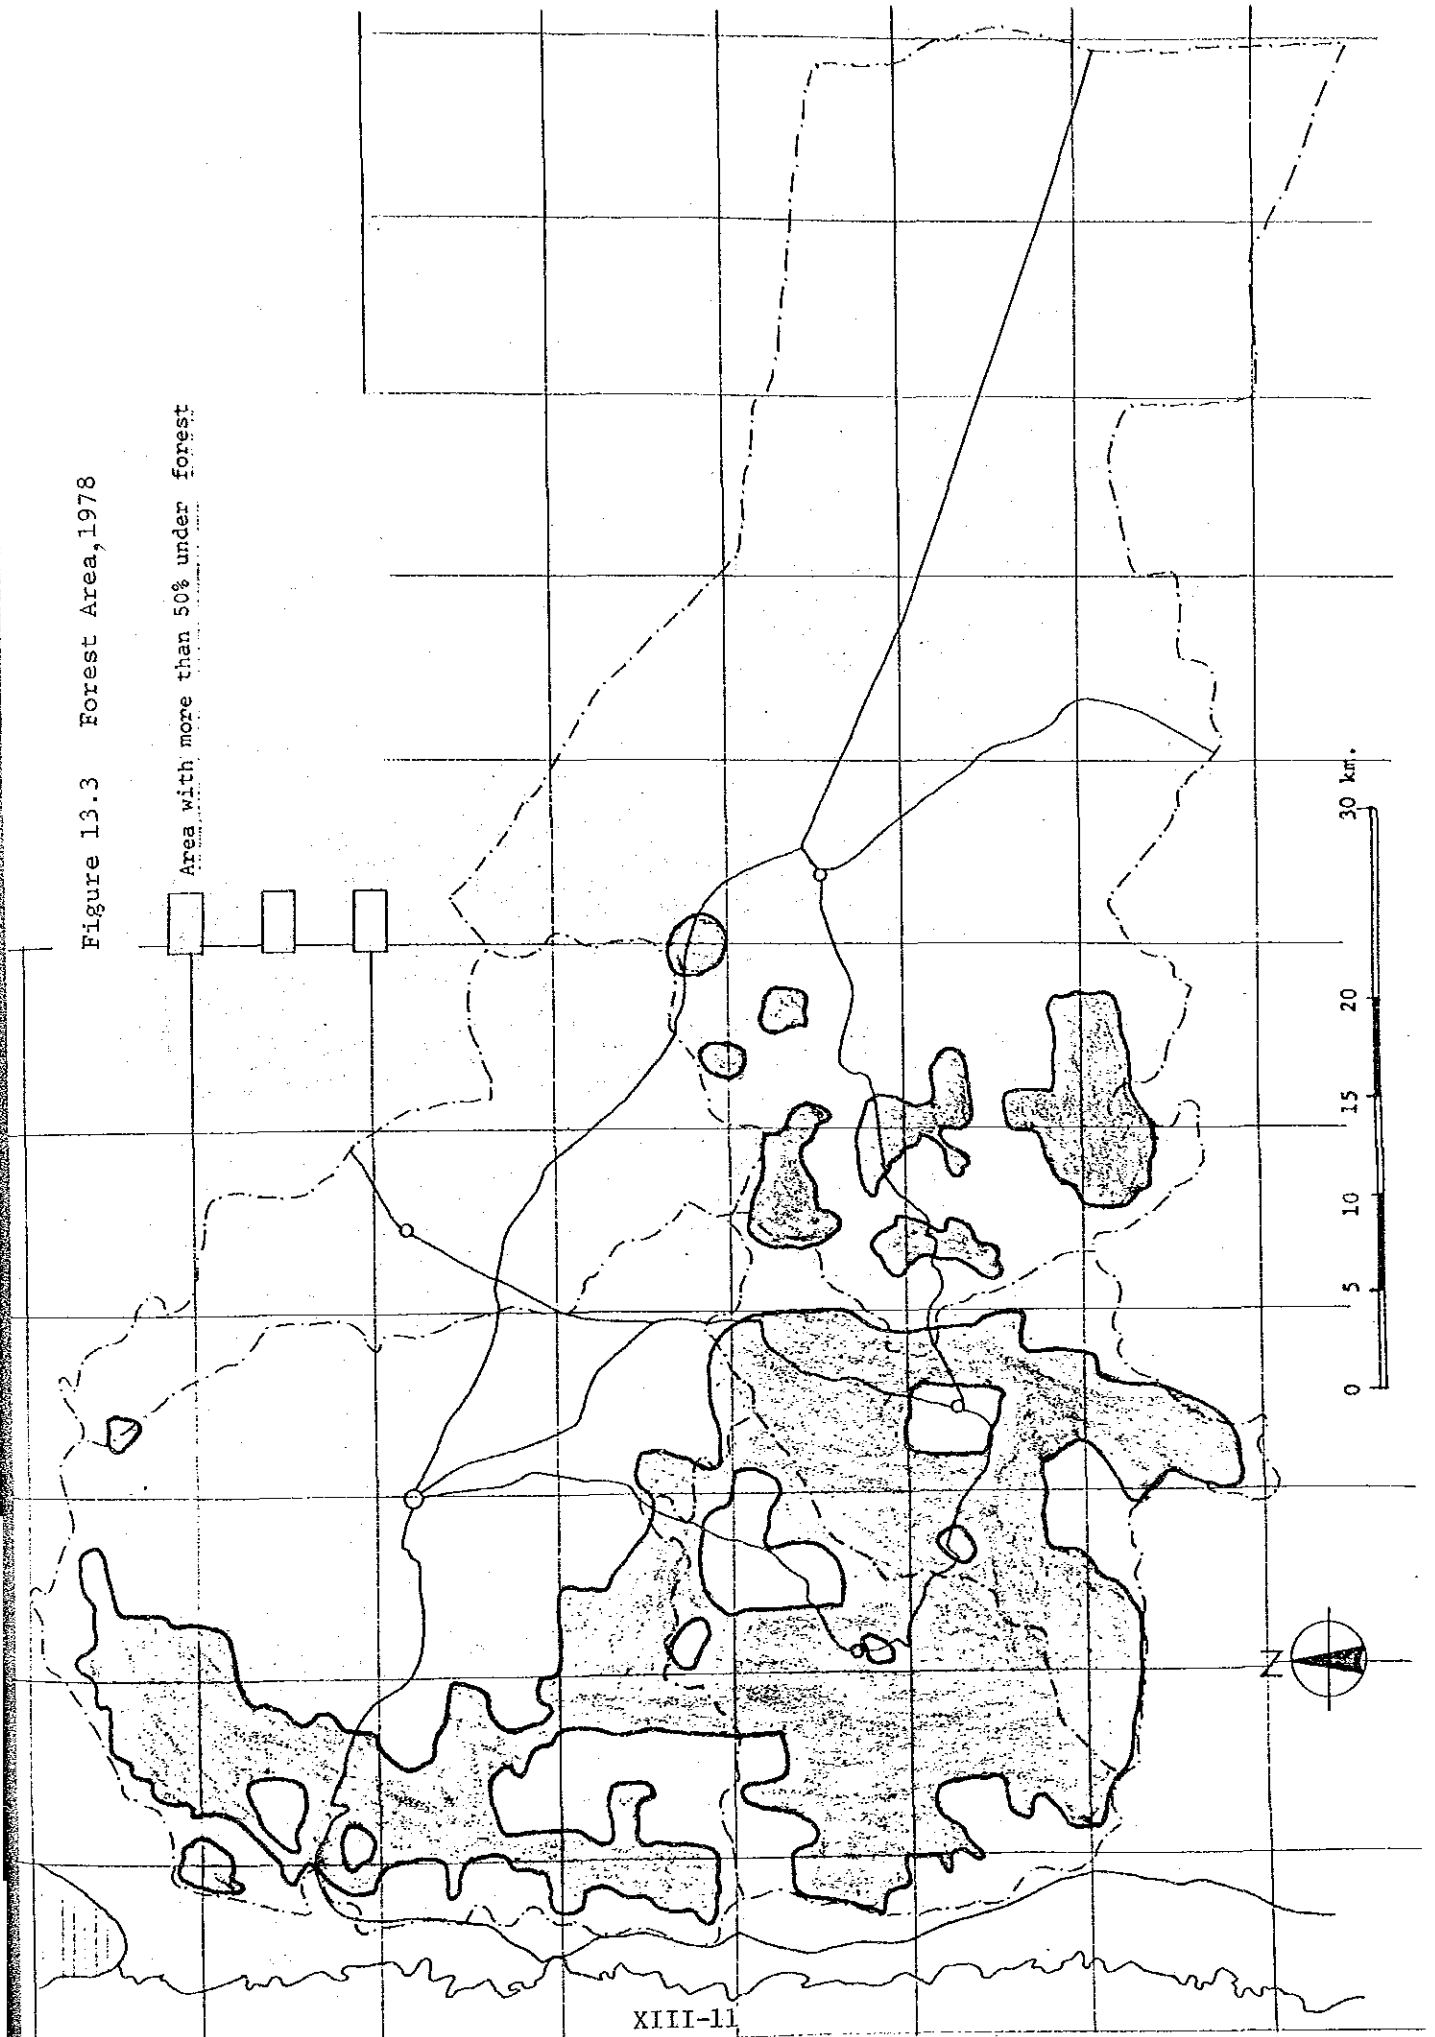 Figure 13.3 Forest Area,1978
Area with more than 50% under forest
0 5 10 15 20 30 km.
N
XIII-11